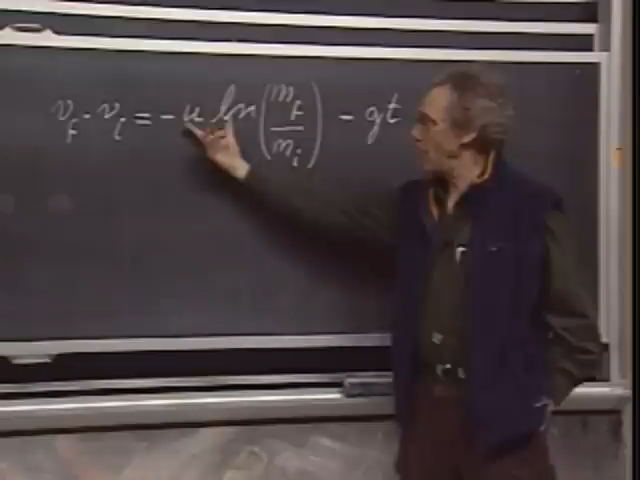 v_f - v_i = - u ln(m_f/m_i) - gt